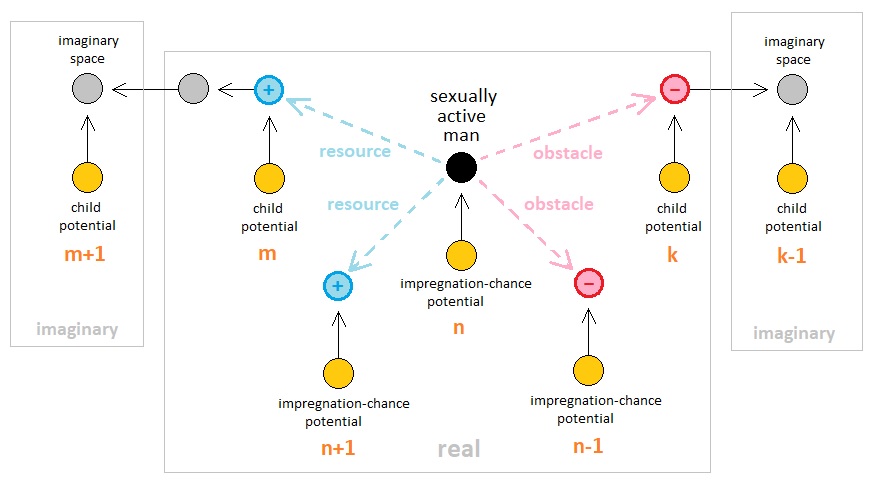 imaginary
space
+
sexually
active
man
−
imaginary
space
resource
obstacle
child
potential
m+1
child
potential
m
resource
obstacle
child
potential
k
child
potential
k-1
impregnation-chance
potential
n
+
−
imaginary
imaginary
impregnation-chance
potential
n+1
impregnation-chance
potential
n-1
real